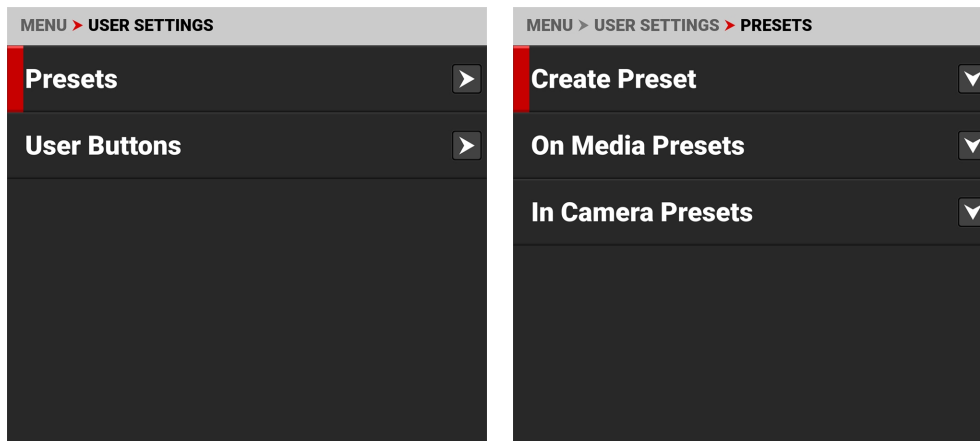 MENU > USER SETTINGS
Presets
User Buttons
MENU > USER SETTINGS > PRESETS
Create Preset
On Media Presets
In Camera Presets